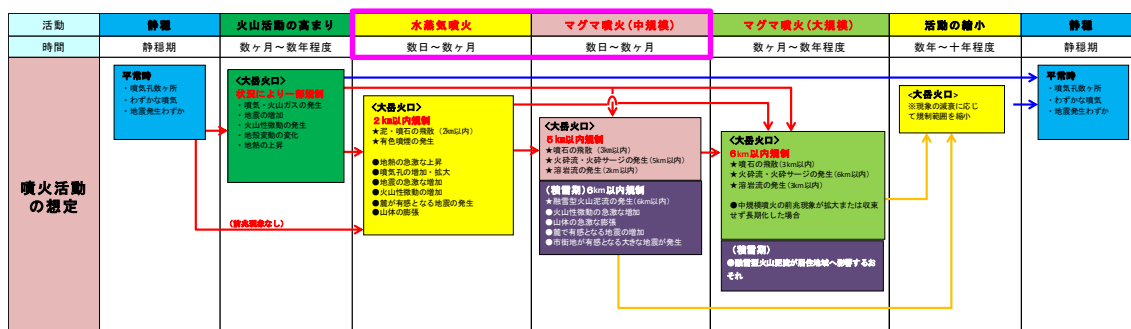 活動
静穏
火山活動の高まり
水蒸気噴火
マグマ噴火(中規模)
マグマ噴火(大規模)
活動の縮小
静穏
時間
静穏期
数ヶ月～数年程度
数日～数ヶ月
数日～数ヶ月
数ヶ月～数年程度
数年～十年程度
静穏期
噴火活動
の想定
平常時
・噴気孔数ヶ所
・わずかな噴気
・地震発生わずか
(前兆現象なし)
<大岳火口>
状況により一部規制
・噴気・火山ガスの発生
・地震の増加
・火山性微動の発生
・地殻変動の変化
・地熱の上昇
<大岳火口>
2km以内規制
★泥・噴石の飛散(2km以内)
★有色噴煙の発生
●地熱の急激な上昇
●噴気孔の増加・拡大
●地震の急激な増加
●火山性微動の増加
●麓が有感となる地震の発生
●山体の膨張
<大岳火口>
5km以内規制
★噴石の飛散(3km以内)
★火砕流・火砕サージの発生(5km以内)
★溶岩流の発生(2km以内)
(積雪期)6km以内規制
★融雪型火山泥流の発生(6km以内)
●火山性微動の急激な増加
●山体の急激な膨張
●麓で有感となる地震の増加
●市街地が有感となる大きな地震が発生
<大岳火口>
6km以内規制
★噴石の飛散(3km以内)
★火砕流・火砕サージの発生(6km以内)
★溶岩流の発生(3km以内)
●中規模噴火の前兆現象が拡大または収束
せず長期化した場合
(積雪期)
●融雪型火山泥流が居住地域へ影響するお
それ
<大岳火口>
※現象の減衰に応じ
て規制範囲を縮小
平常時
・噴気孔数ヶ所
・わずかな噴気
・地震発生わずか